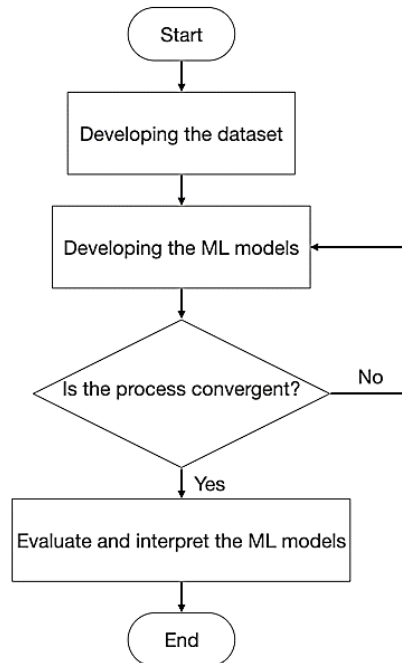 Start
Developing the dataset
Developing the ML models
Is the process convergent?
No
Yes
Evaluate and interpret the ML models
End